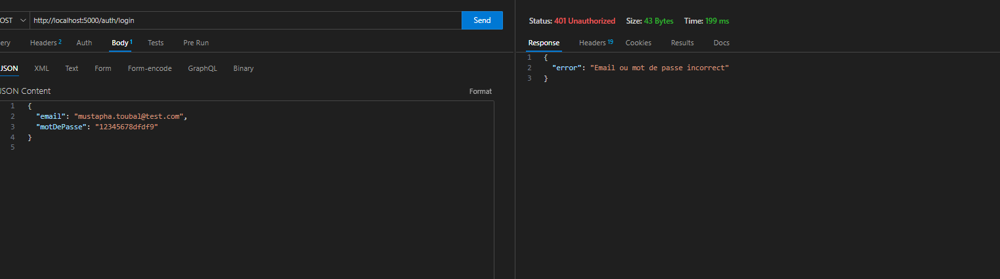 OST http://localhost:5000/auth/login Send
ery Headers 2 Auth Body 1 Tests Pre Run
JSON XML Text Form Form-encode GraphQL Binary
JSON Content Format
1 {
2 "email": "mustapha.toubal@test.com",
3 "motDePasse": "12345678dfdf9"
4 }
5
Status: 401 Unauthorized Size: 43 Bytes Time: 199 ms
Response Headers 19 Cookies Results Docs
1 {
2 "error": "Email ou mot de passe incorrect"
3 }